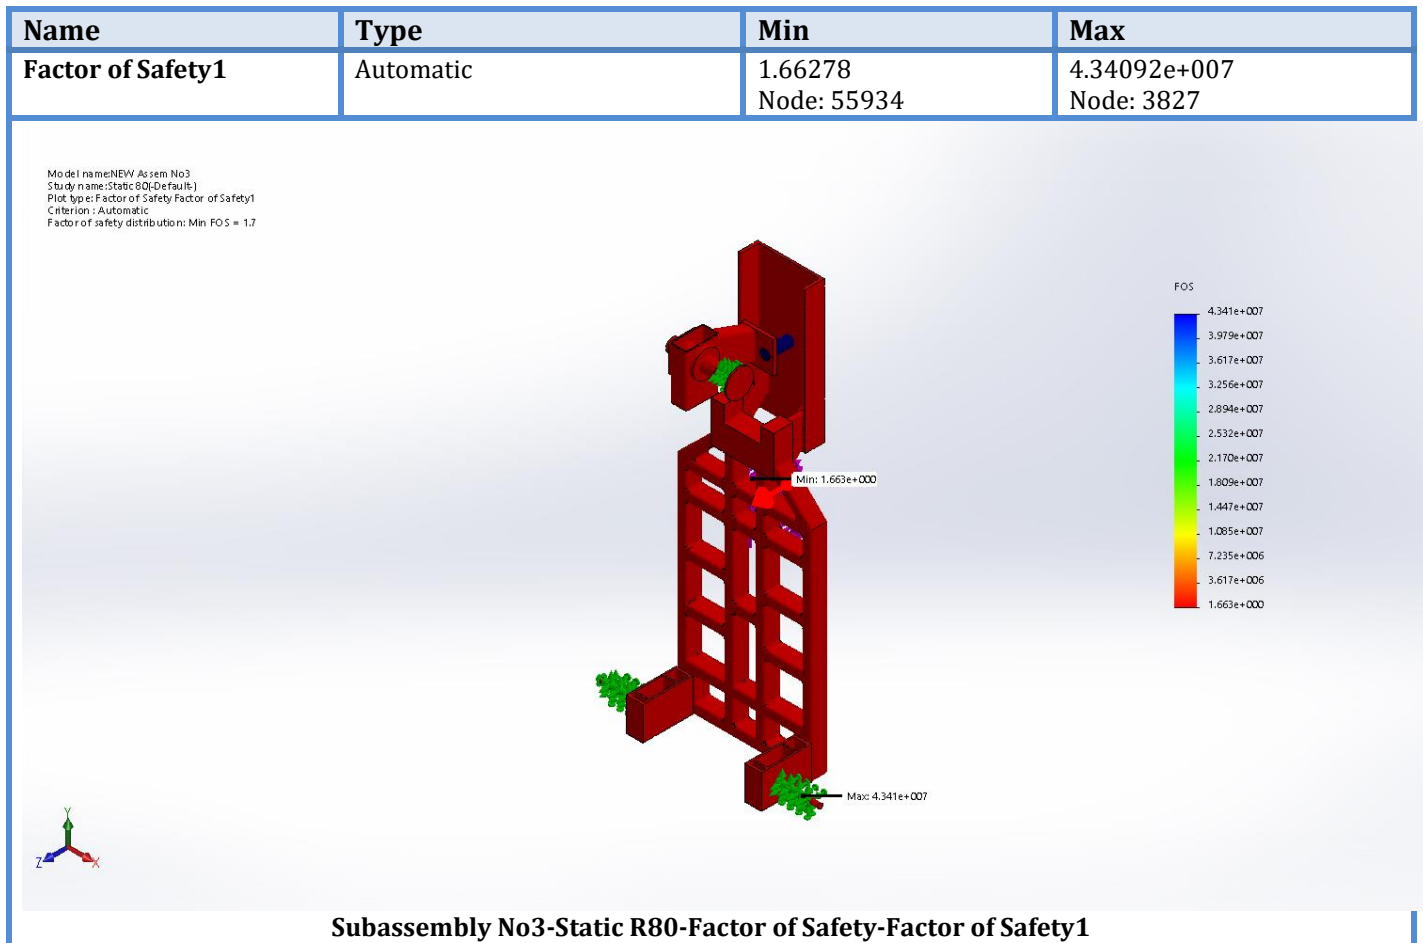 Name Type Min Max
Factor of Safety1 Automatic 1.66278 4.34092e+007
Node: 55934 Node: 3827
Model name:NEW Assem No3
Study name:Static 80(-Default-)
Plot type: Factor of Safety Factor of Safety1
Criterion : Automatic
Factor of safety distribution: Min FOS = 1.7
FOS
4.341e+007
3.979e+007
3.617e+007
3.256e+007
2.894e+007
2.532e+007
2.170e+007
1.809e+007
1.447e+007
1.085e+007
7.235e+006
3.617e+006
1.663e+000
Min: 1.663e+000
Max: 4.341e+007
Y
Z
X
Subassembly No3-Static R80-Factor of Safety-Factor of Safety1